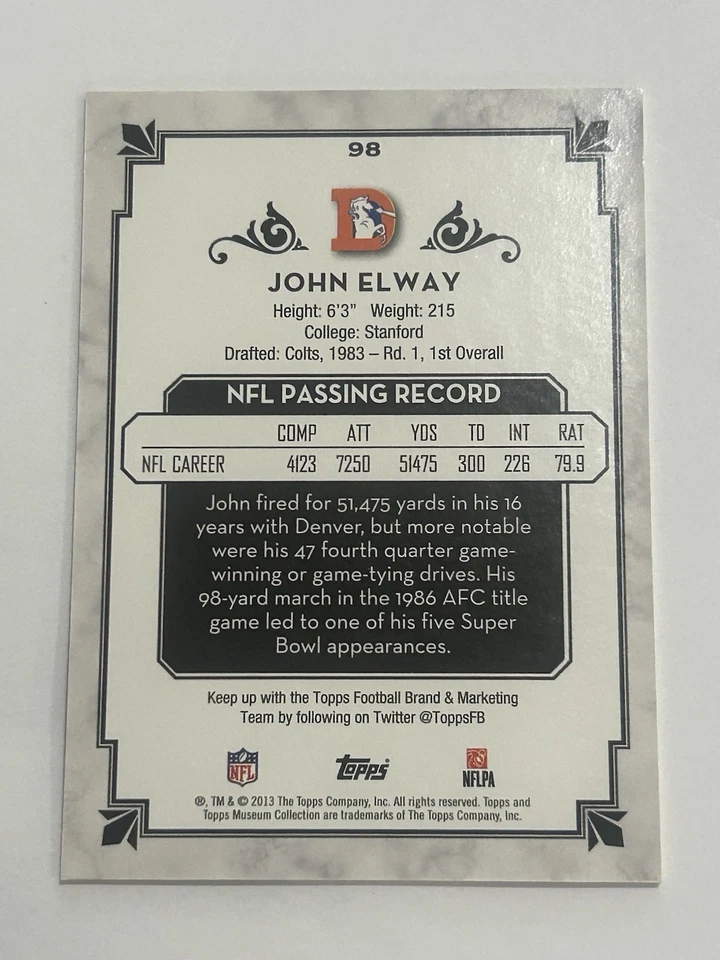 98
D
JOHN ELWAY
Height: 6'3" Weight: 215
College: Stanford
Drafted: Colts, 1983 – Rd. 1, 1st Overall
NFL PASSING RECORD
COMP ATT YDS TD INT RAT
NFL CAREER 4123 7250 51475 300 226 79.9
John fired for 51,475 yards in his 16
years with Denver, but more notable
were his 47 fourth quarter game-
winning or game-tying drives. His
98-yard march in the 1986 AFC title
game led to one of his five Super
Bowl appearances.
Keep up with the Topps Football Brand & Marketing
Team by following on Twitter @ToppsFB
NFL topps NFLPA
®, TM & © 2013 The Topps Company, Inc. All rights reserved. Topps and
Topps Museum Collection are trademarks of The Topps Company, Inc.